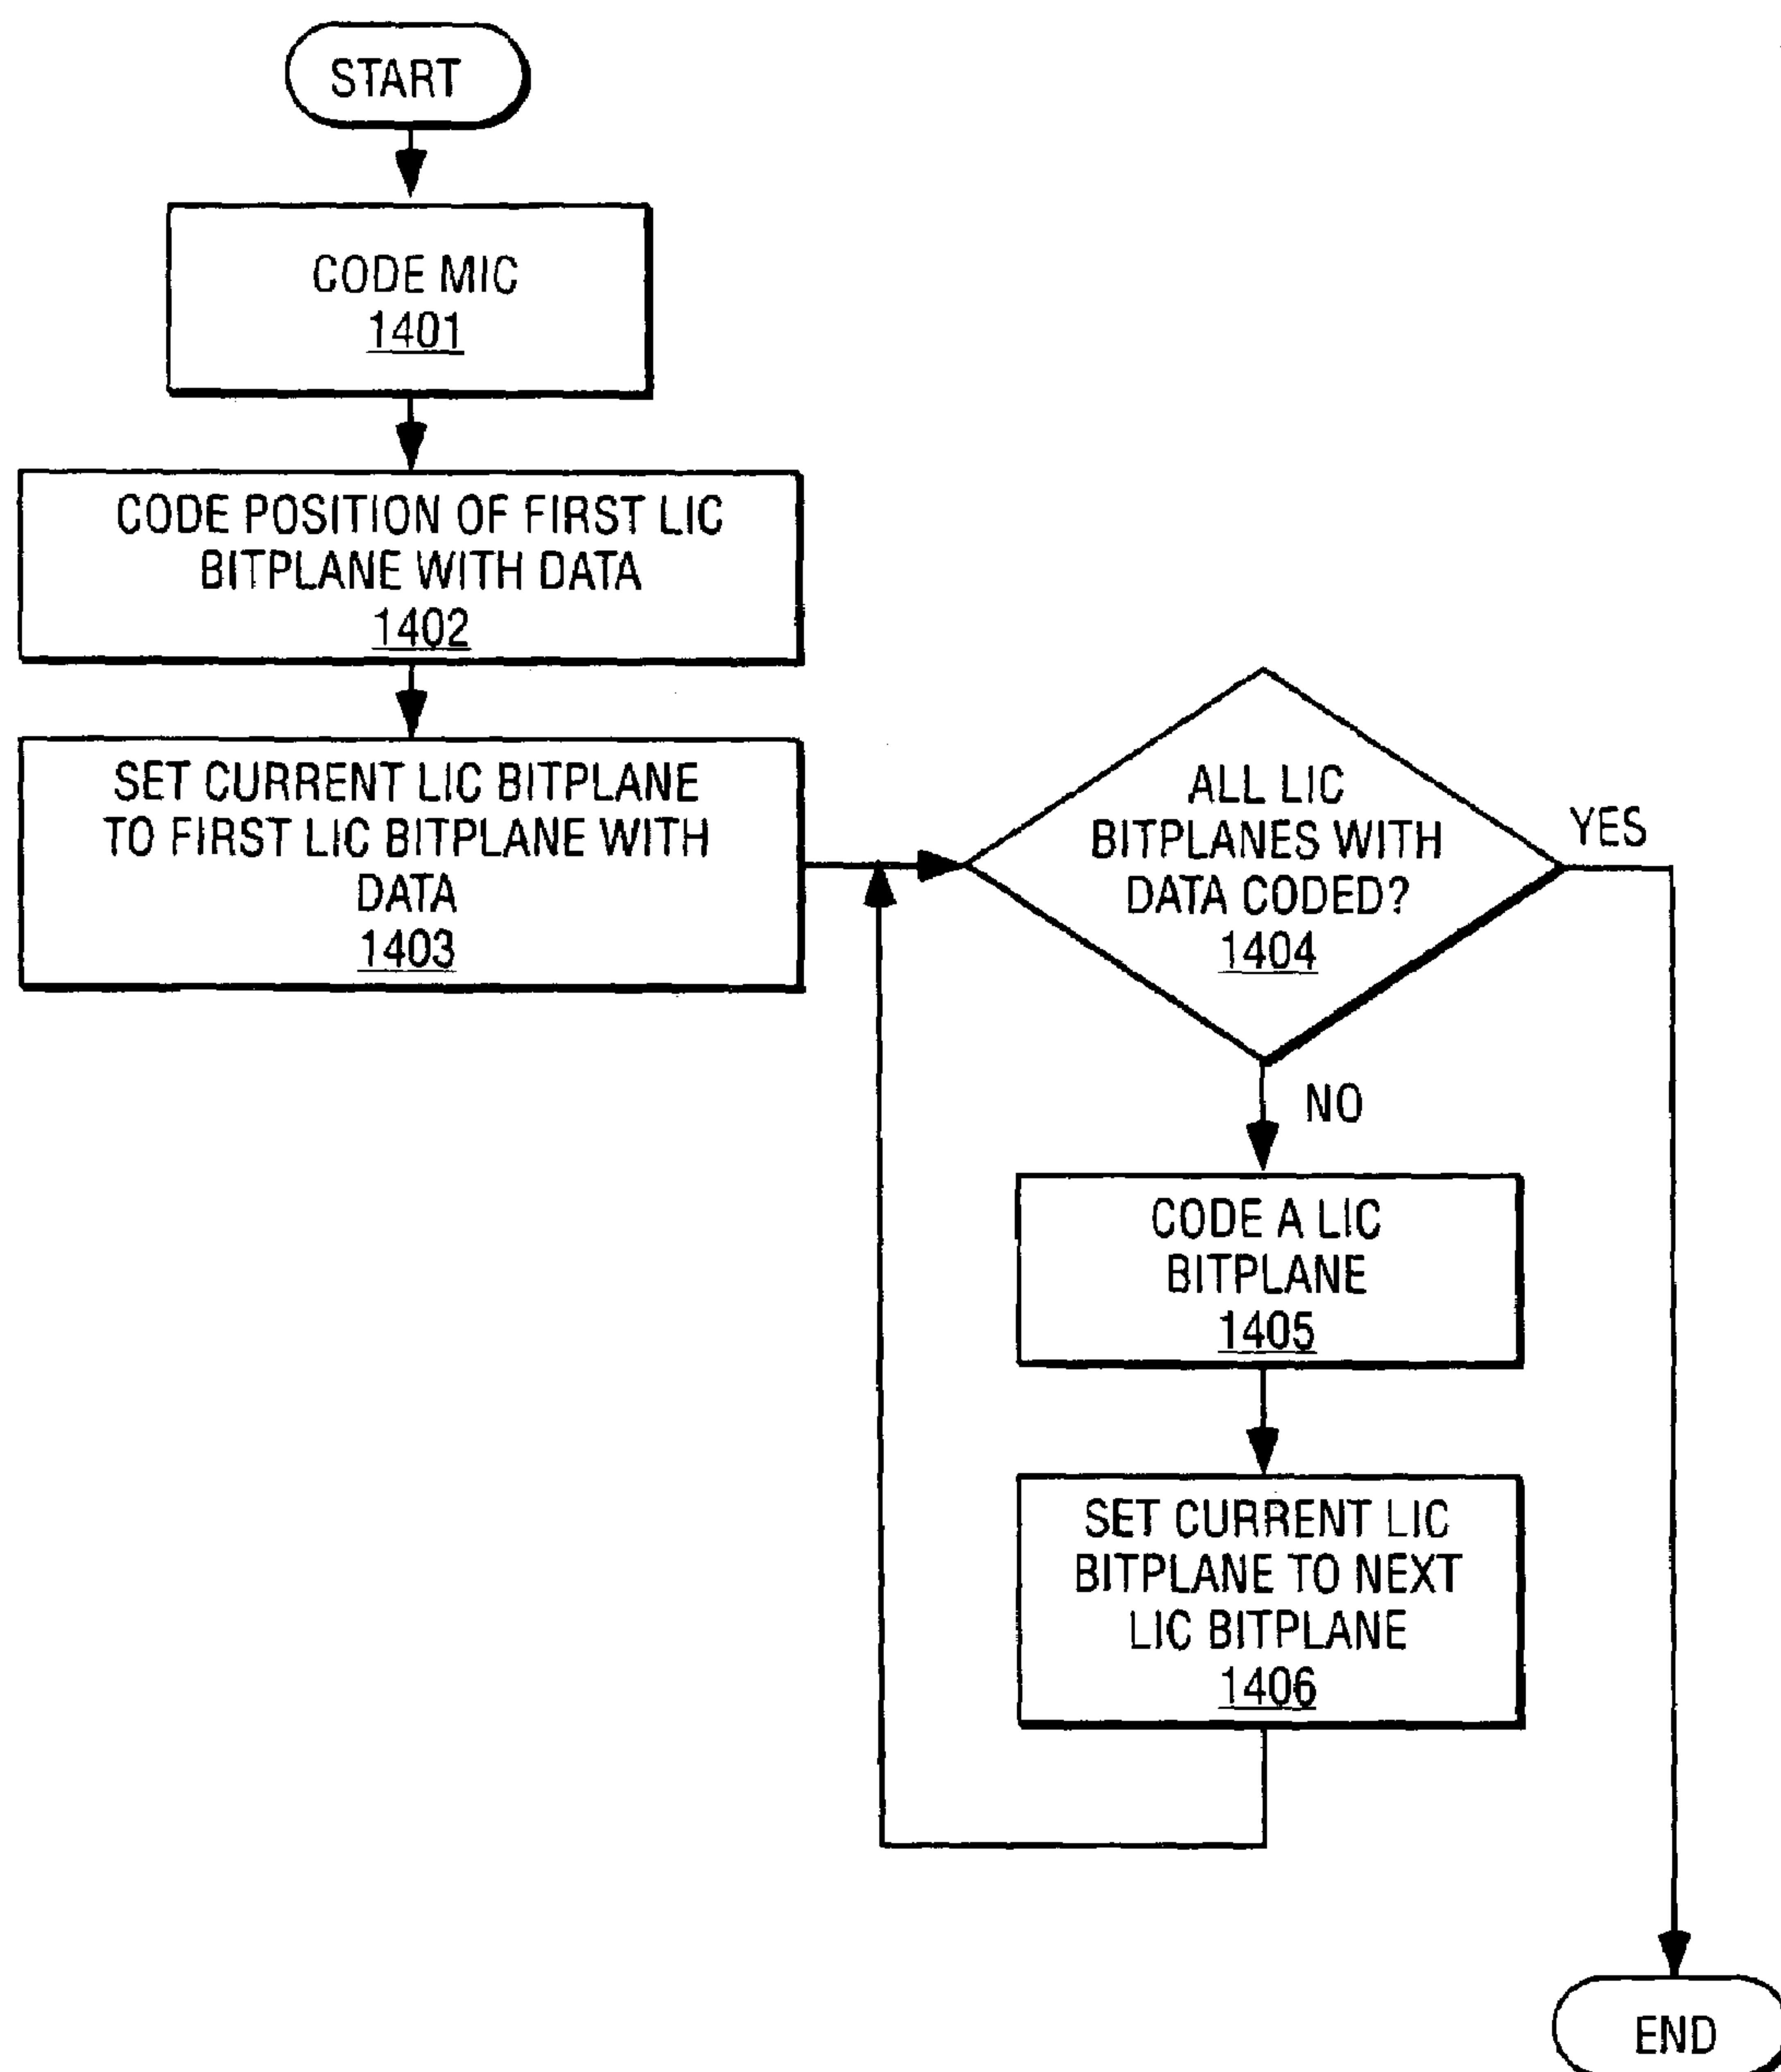 START
CODE MIC
1401
CODE POSITION OF FIRST LIC
BITPLANE WITH DATA
1402
SET CURRENT LIC BITPLANE
TO FIRST LIC BITPLANE WITH
DATA
1403
ALL LIC
BITPLANES WITH
DATA CODED?
1404
YES
NO
CODE A LIC
BITPLANE
1405
SET CURRENT LIC
BITPLANE TO NEXT
LIC BITPLANE
1406
END